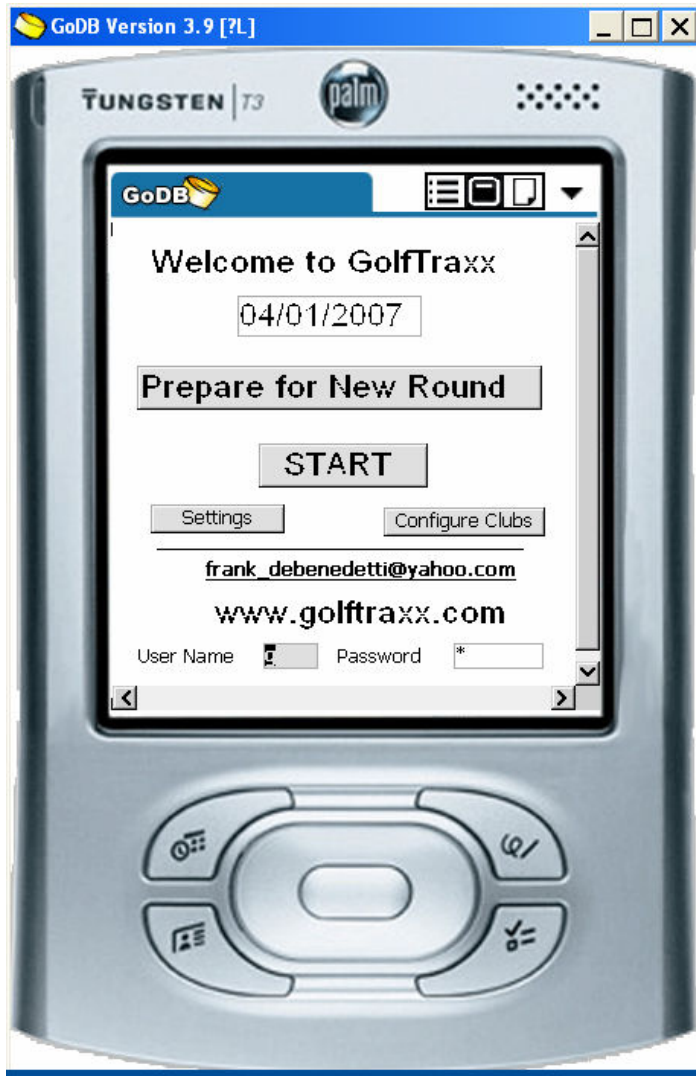 GoDB Version 3.9 [?L]
TUNGSTEN | T3
palm
GoDB
Welcome to GolfTraxx
04/01/2007
Prepare for New Round
START
Settings
Configure Clubs
frank_debenedetti@yahoo.com
www.golftraxx.com
User Name Password *